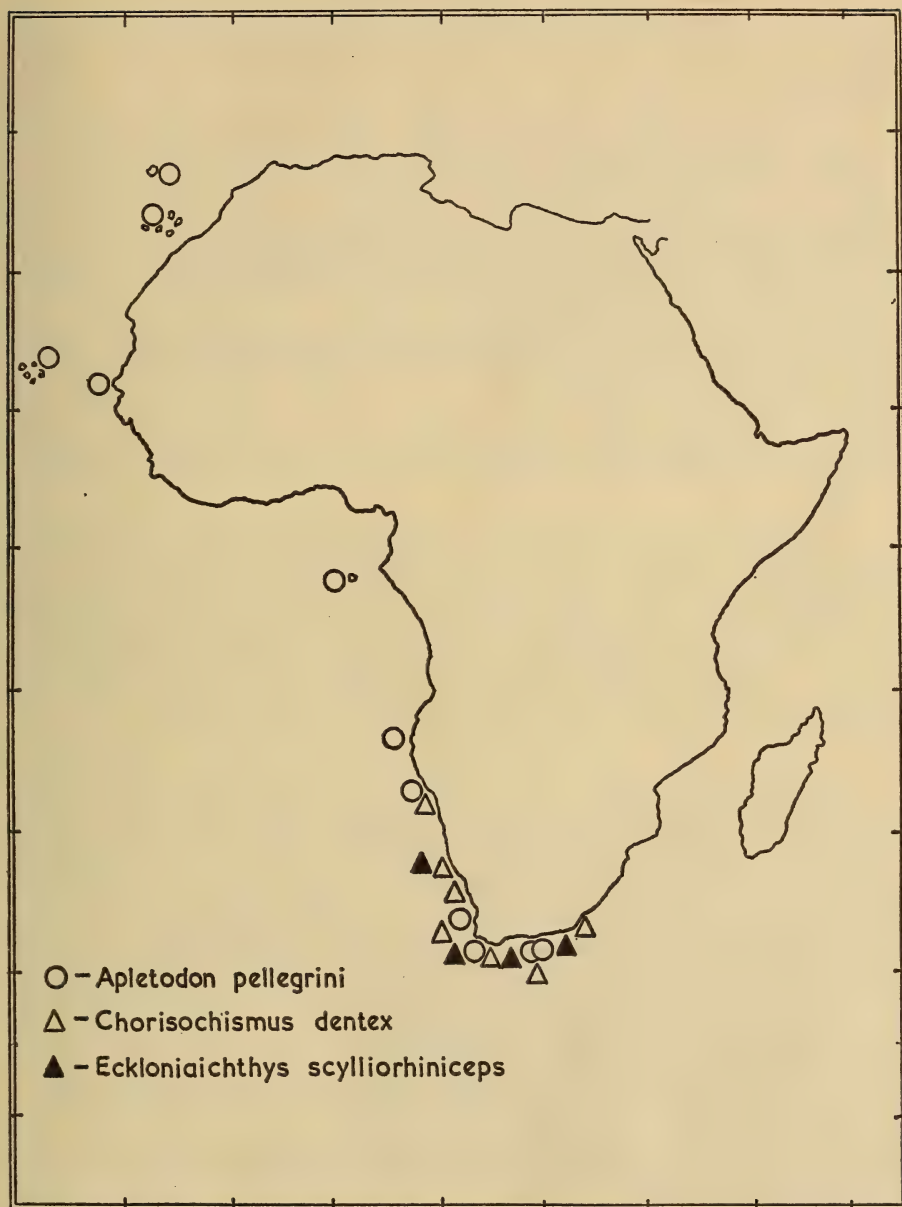 O - Apletodon pellegrini
△ - Chorisochismus dentex
▲ - Eckloniaichthys scylliorhiniceps